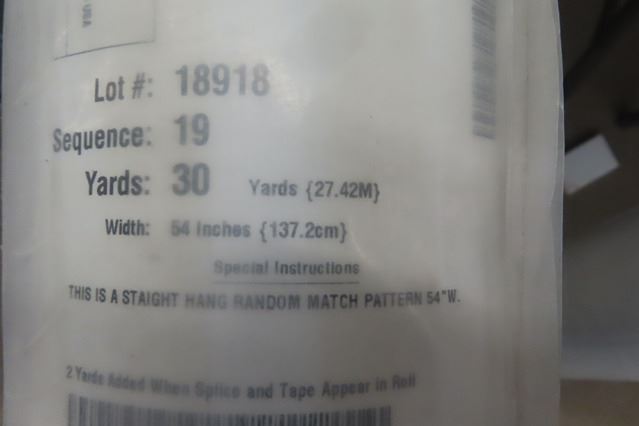 USA
Lot #: 18918
Sequence: 19
Yards: 30 Yards {27.42M}
Width: 54 Inches {137.2cm}
Special Instructions
THIS IS A STAIGHT HANG RANDOM MATCH PATTERN 54"W.
2 Yards Added When Splice and Tape Appear in Roll